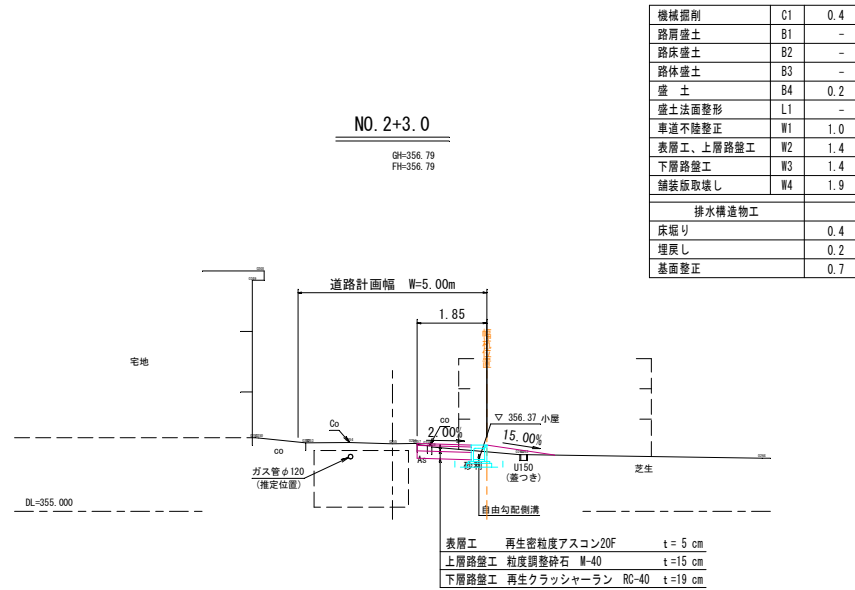 機械掘削 C1 0.4
路肩盛土 B1 -
路床盛土 B2 -
路体盛土 B3 -
盛 土 B4 0.2
盛土法面整形 L1 -
車道不陸整正 W1 1.0
表層工、上層路盤工 W2 1.4
下層路盤工 W3 1.4
舗装版取壊し W4 1.9
排水構造物工
床堀り 0.4
埋戻し 0.2
基面整正 0.7
NO.2+3.0
GH=356.79
FH=356.79
道路計画幅 W=5.00m
1.85
宅地
▽ 356.37 小屋
Co
co
2.00%
15.00%
co
As
砂利
U150
(蓋つき)
芝生
ガス管φ120
(推定位置)
DL=355.000
自由勾配側溝
表層工 再生密粒度アスコン20F t= 5 cm
上層路盤工 粒度調整砕石 M-40 t=15 cm
下層路盤工 再生クラッシャーラン RC-40 t=19 cm